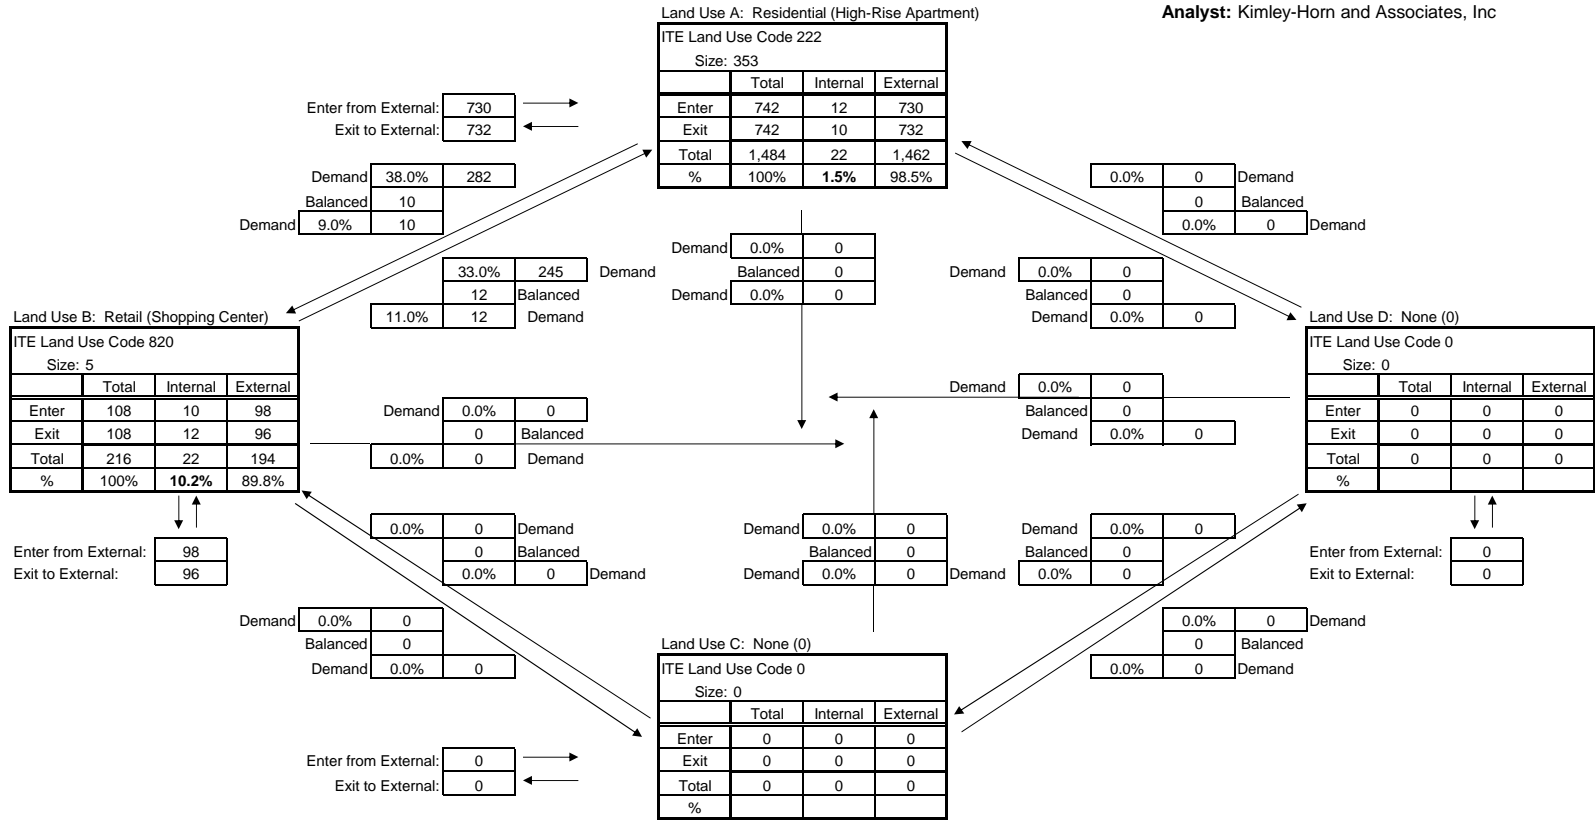 Land Use A: Residential (High-Rise Apartment)
Analyst: Kimley-Horn and Associates, Inc
ITE Land Use Code 222
Size: 353
Total Internal External
Enter 742 12 730
Exit 742 10 732
Total 1,484 22 1,462
% 100% 1.5% 98.5%
Enter from External: 730
Exit to External: 732
Demand 38.0% 282
Balanced 10
Demand 9.0% 10
0.0% 0 Demand
0 Balanced
0.0% 0 Demand
Demand 0.0% 0
Balanced 0
Demand 0.0% 0
33.0% 245 Demand
12 Balanced
11.0% 12 Demand
Demand 0.0% 0
Balanced 0
Demand 0.0% 0
Land Use B: Retail (Shopping Center)
ITE Land Use Code 820
Size: 5
Total Internal External
Enter 108 10 98
Exit 108 12 96
Total 216 22 194
% 100% 10.2% 89.8%
Land Use D: None (0)
ITE Land Use Code 0
Size: 0
Total Internal External
Enter 0 0 0
Exit 0 0 0
Total 0 0 0
%
Demand 0.0% 0
0 Balanced
0.0% 0 Demand
Demand 0.0% 0
Balanced 0
Demand 0.0% 0
Enter from External: 98
Exit to External: 96
0.0% 0 Demand
0 Balanced
0.0% 0 Demand
Demand 0.0% 0
Balanced 0
Demand 0.0% 0
Demand 0.0% 0
Balanced 0
Demand 0.0% 0
Enter from External: 0
Exit to External: 0
Demand 0.0% 0
Balanced 0
Demand 0.0% 0
0.0% 0 Demand
0 Balanced
0.0% 0 Demand
Land Use C: None (0)
ITE Land Use Code 0
Size: 0
Total Internal External
Enter 0 0 0
Exit 0 0 0
Total 0 0 0
%
Enter from External: 0
Exit to External: 0